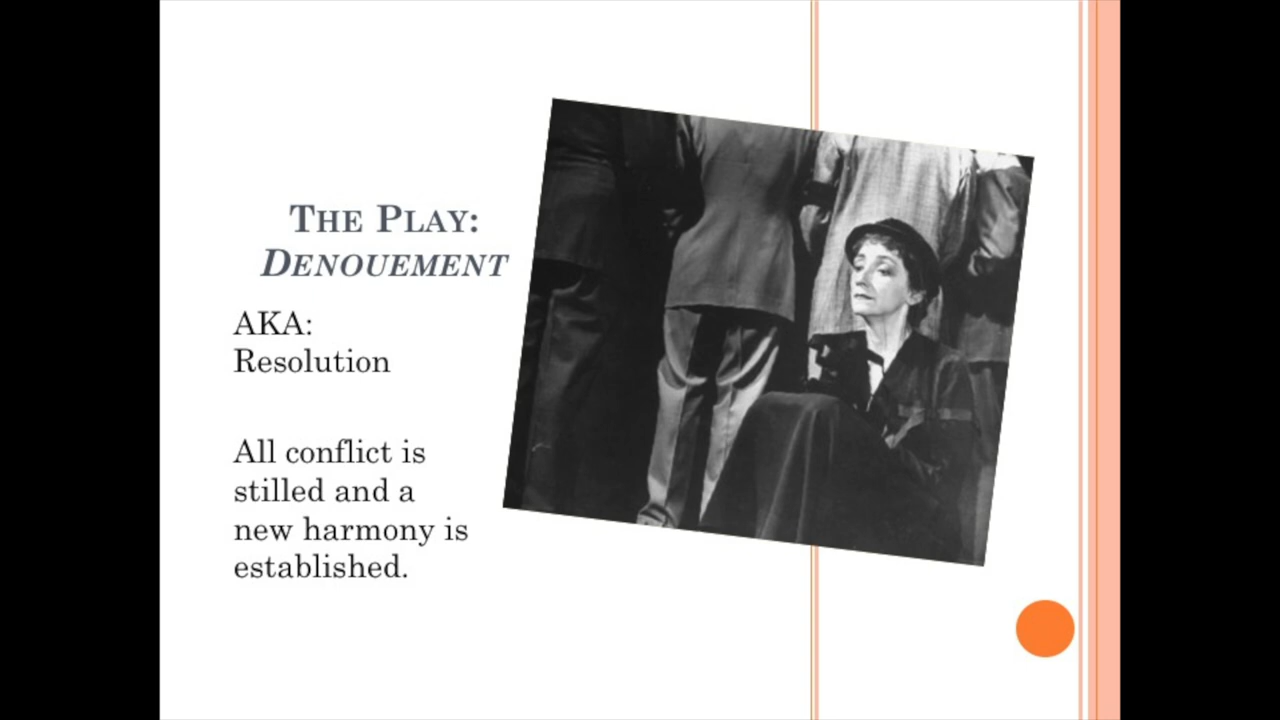 The Play:
Denouement
AKA:
Resolution
All conflict is
stilled and a
new harmony is
established.